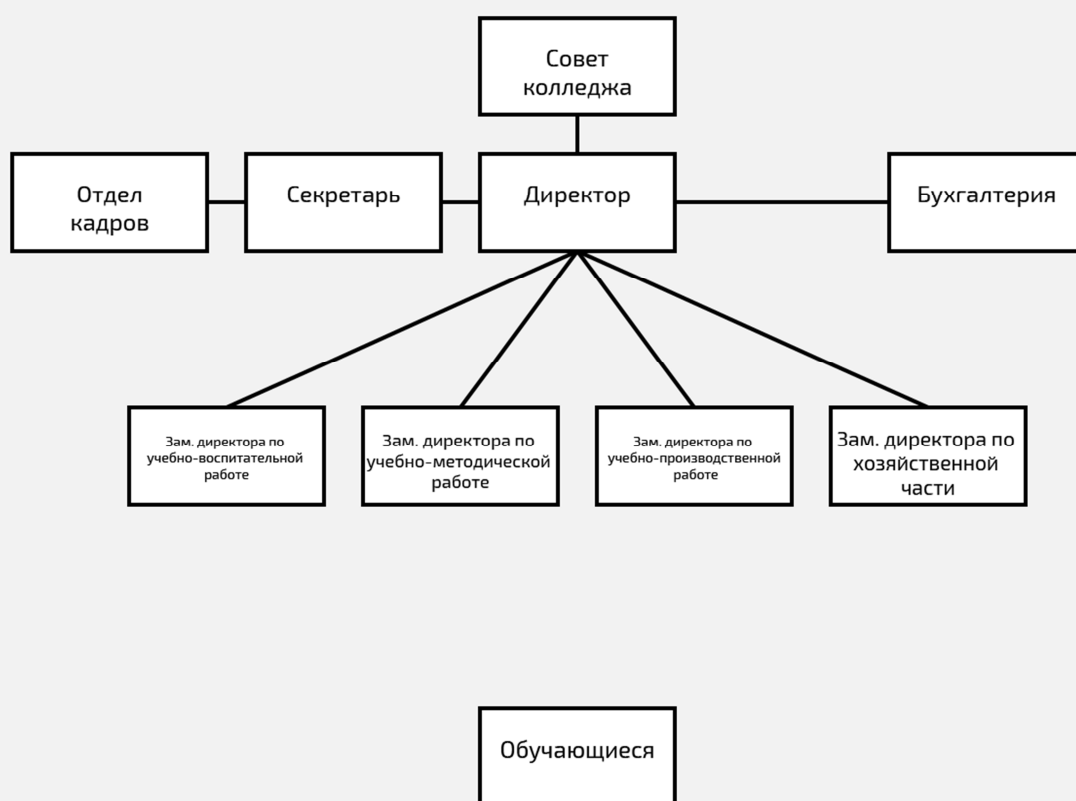 Совет
колледжа
Отдел
кадров
Секретарь
Директор
Бухгалтерия
Зам. директора по
учебно-воспитательной
работе
Зам. директора по
учебно-методической
работе
Зам. директора по
учебно-производственной
работе
Зам. директора по
хозяйственной
части
Обучающиеся